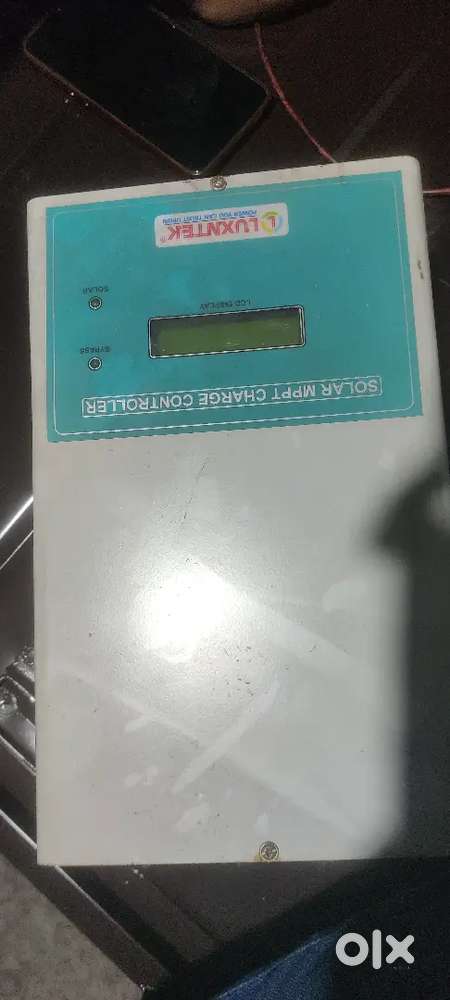 SOLAR MPPT CHARGE CONTROLLER
BYPASS
LCD DISPLAY
SOLAR
LUXNTEK®
POWER YOU CAN TRUST UPON
olx